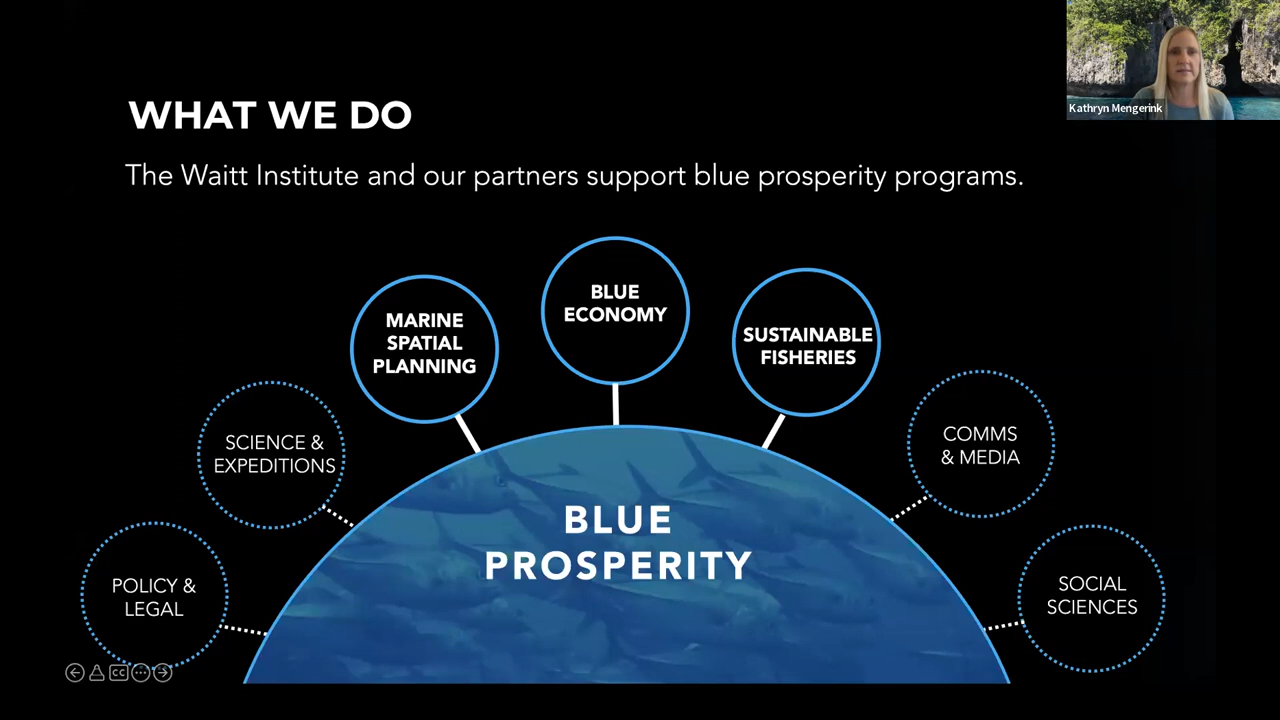 Kathryn Mengerink
WHAT WE DO
The Waitt Institute and our partners support blue prosperity programs.
BLUE
ECONOMY
MARINE
SPATIAL
PLANNING
SUSTAINABLE
FISHERIES
SCIENCE &
EXPEDITIONS
COMMS
& MEDIA
POLICY &
LEGAL
SOCIAL
SCIENCES
BLUE
PROSPERITY
CC